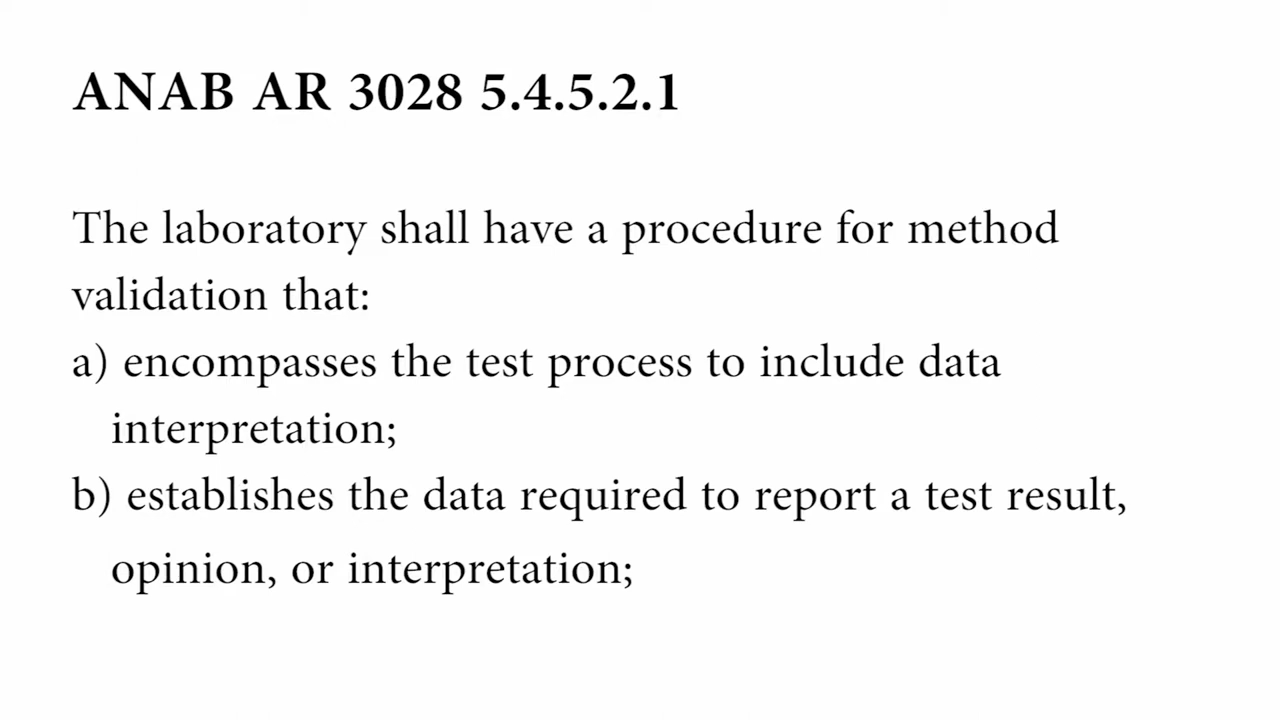 ANAB AR 3028 5.4.5.2.1
The laboratory shall have a procedure for method
validation that:
a) encompasses the test process to include data
interpretation;
b) establishes the data required to report a test result,
opinion, or interpretation;